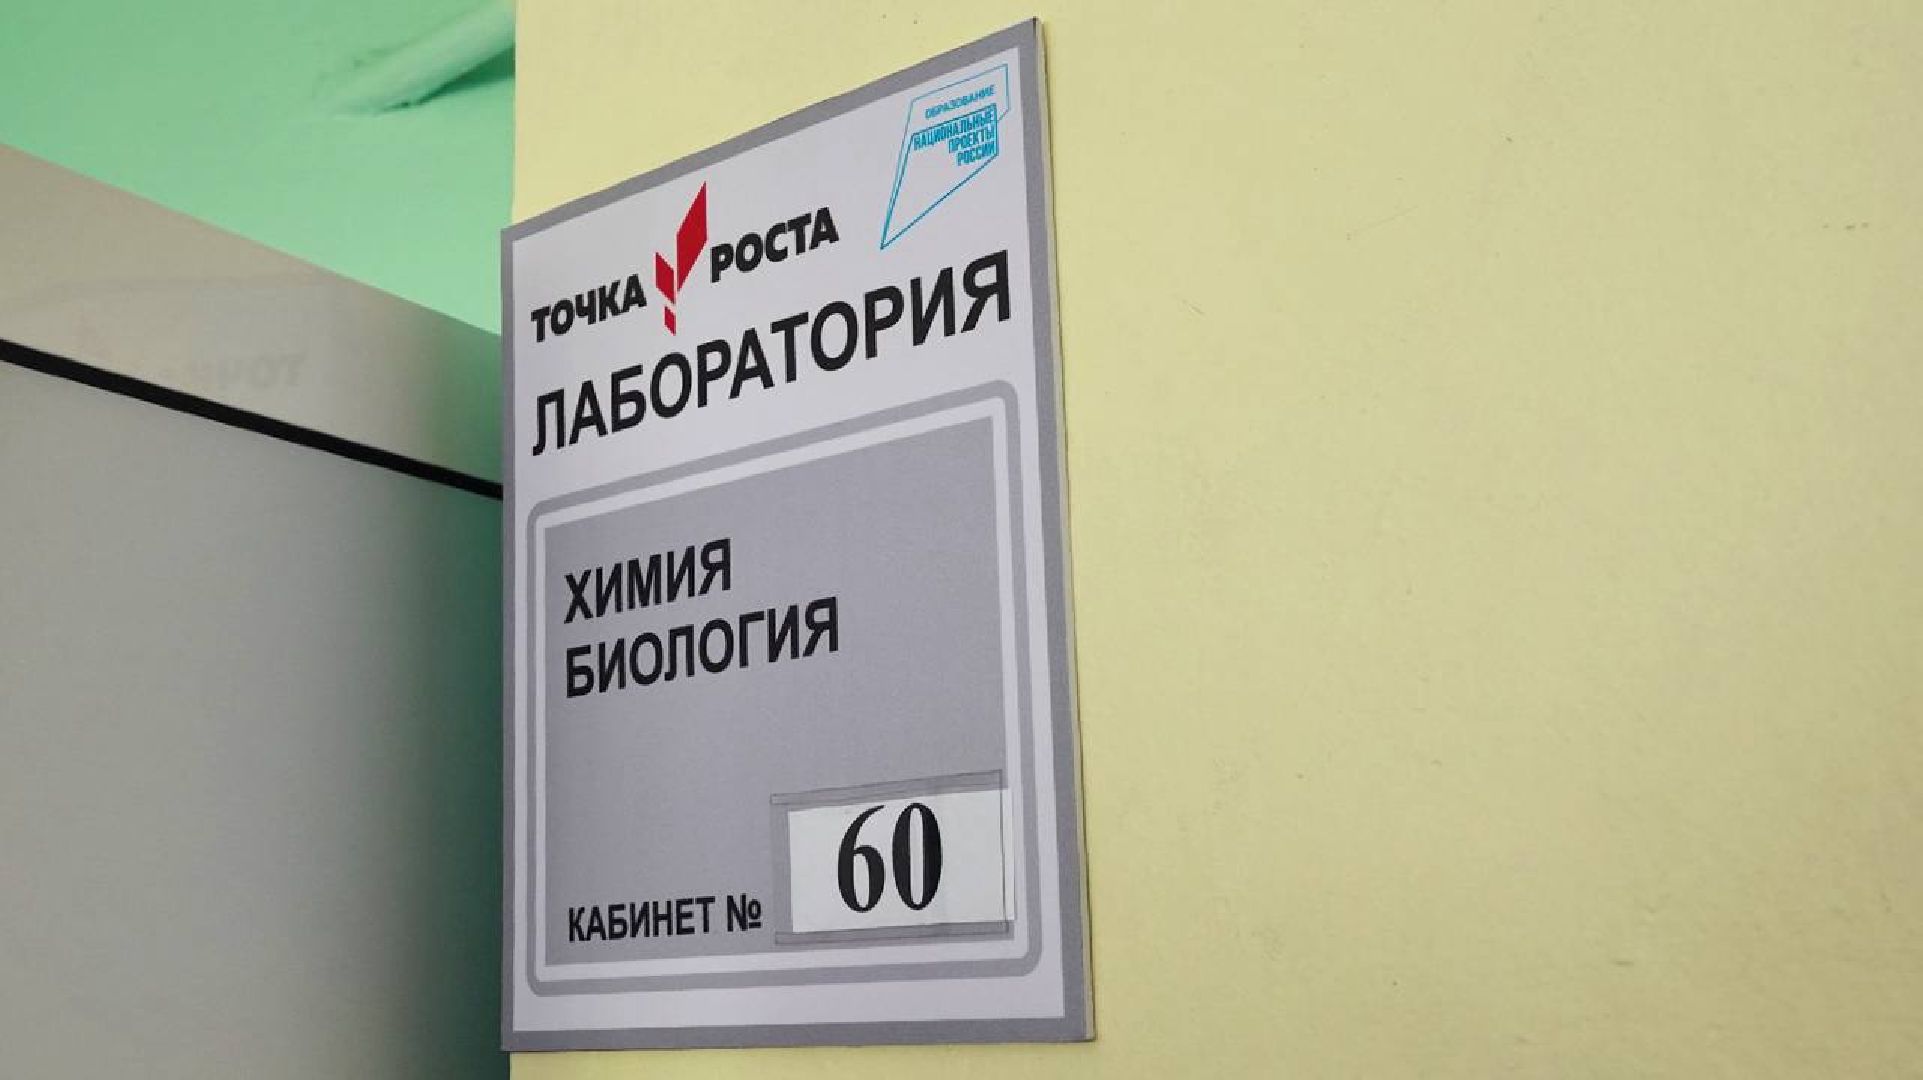 ОБРАЗОВАНИЕ
НАЦИОНАЛЬНЫЕ
ПРОЕКТЫ
РОССИИ
ТОЧКА РОСТА
ЛАБОРАТОРИЯ
ХИМИЯ
БИОЛОГИЯ
КАБИНЕТ № 60